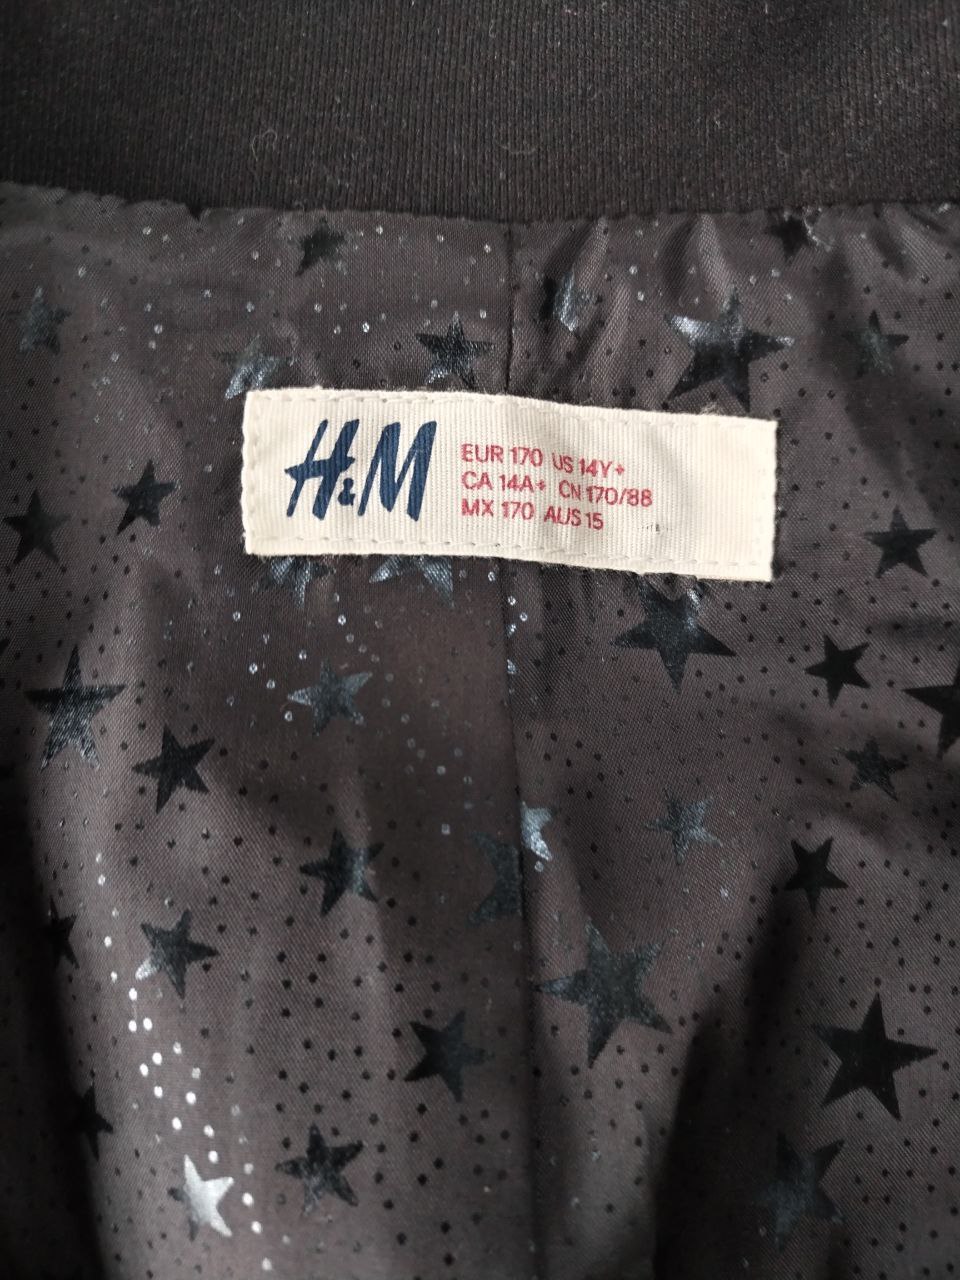 H&M
EUR 170 US 14Y+
CA 14A+ CN 170/88
MX 170 AUS 15